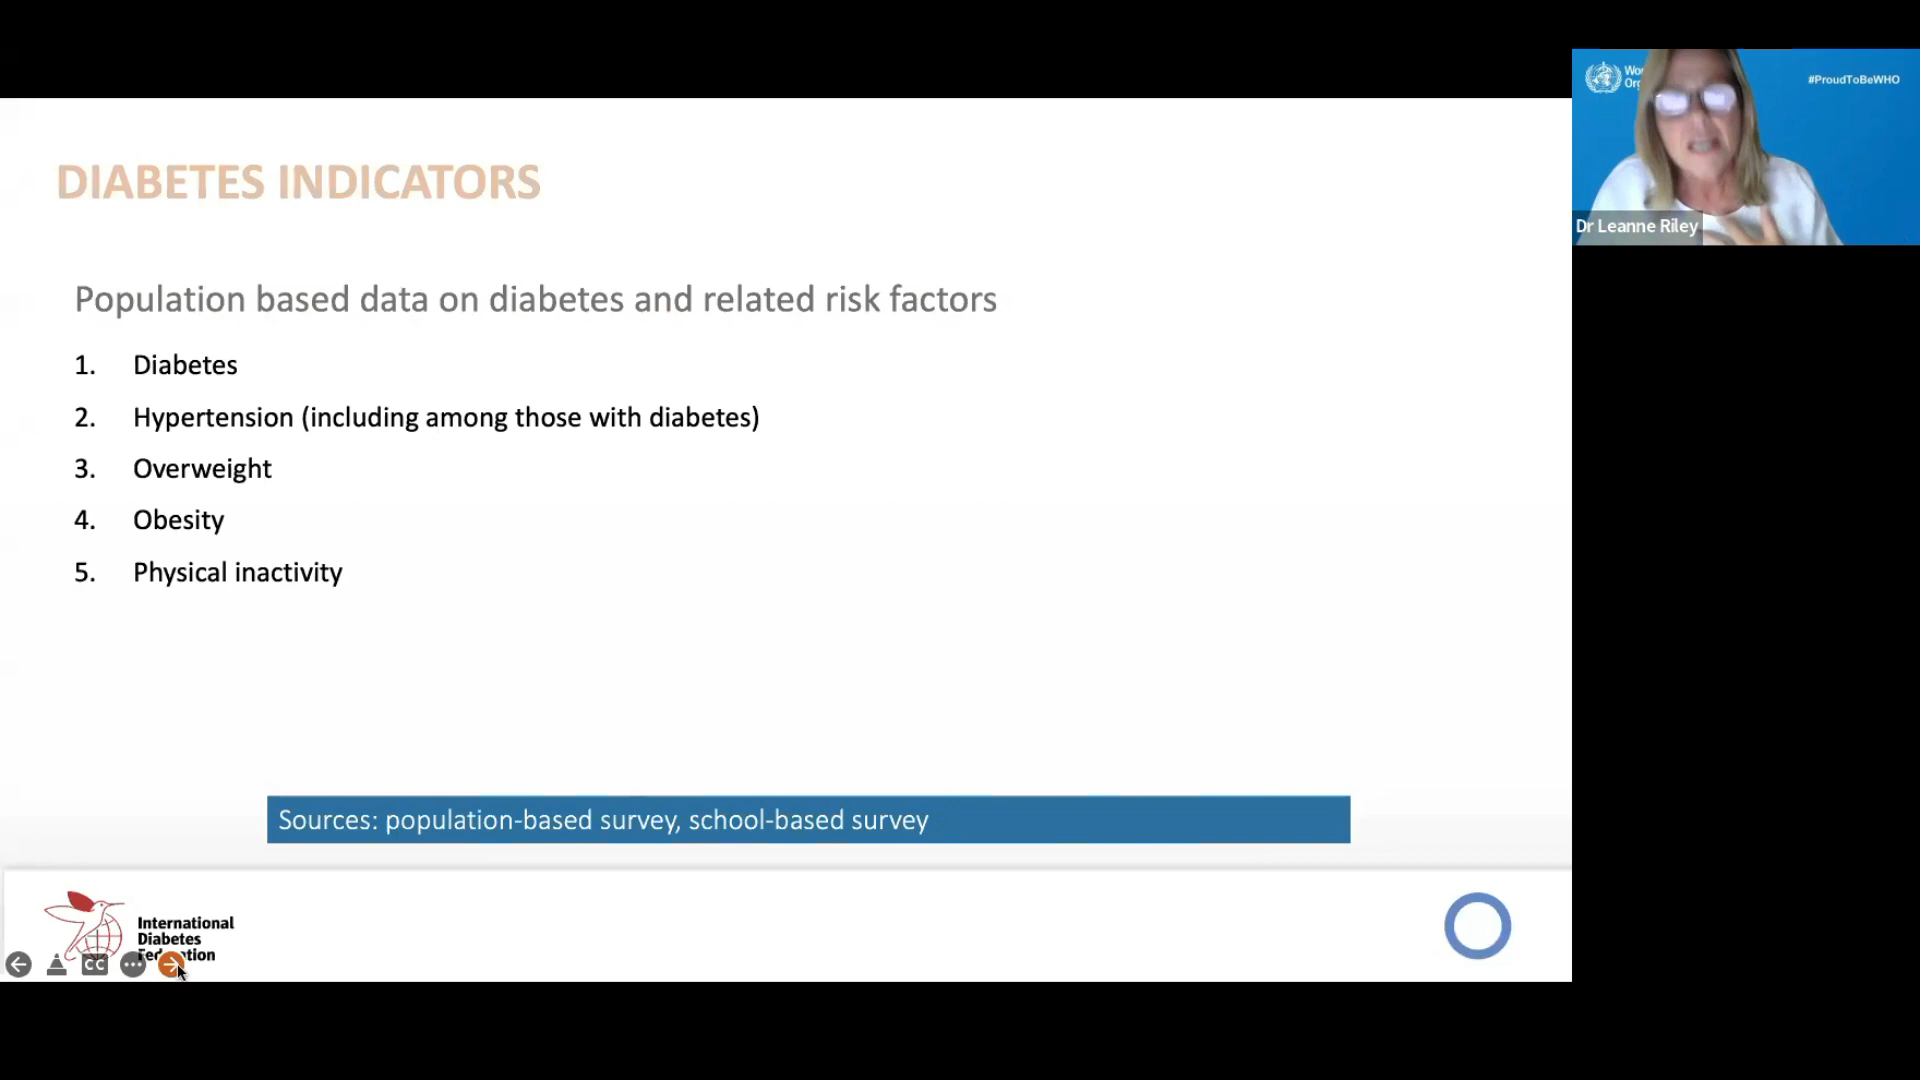 DIABETES INDICATORS
Population based data on diabetes and related risk factors
1. Diabetes
2. Hypertension (including among those with diabetes)
3. Overweight
4. Obesity
5. Physical inactivity
Sources: population-based survey, school-based survey
International
Diabetes
CC
#ProudToBeWHO
Dr Leanne Riley